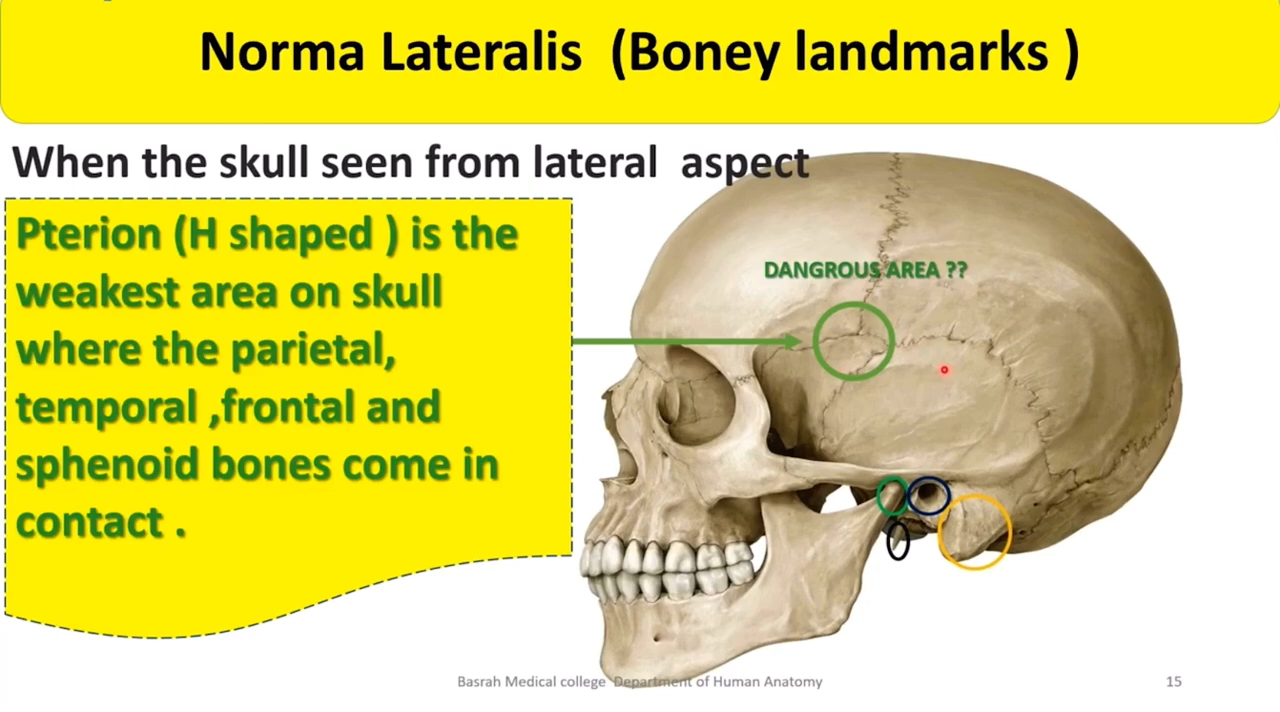 Norma Lateralis (Boney landmarks )
When the skull seen from lateral aspect
Pterion (H shaped ) is the
weakest area on skull
where the parietal,
temporal ,frontal and
sphenoid bones come in
contact .
DANGROUS AREA ??
Basrah Medical college Department of Human Anatomy
15